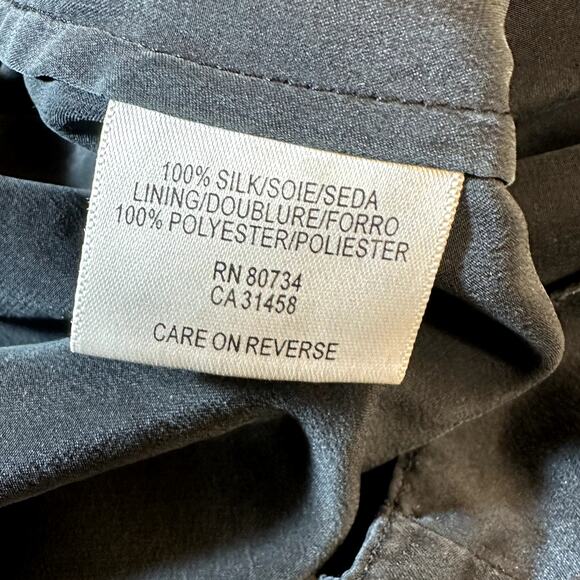 100% SILK/SOIE/SEDA
LINING/DOUBLURE/FORRO
100% POLYESTER/POLIESTER
RN 80734
CA 31458
CARE ON REVERSE